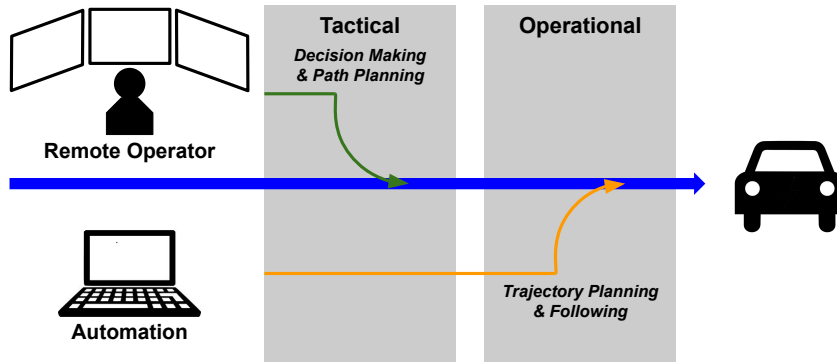 Tactical
Operational
Decision Making
& Path Planning
Remote Operator
Trajectory Planning
& Following
Automation